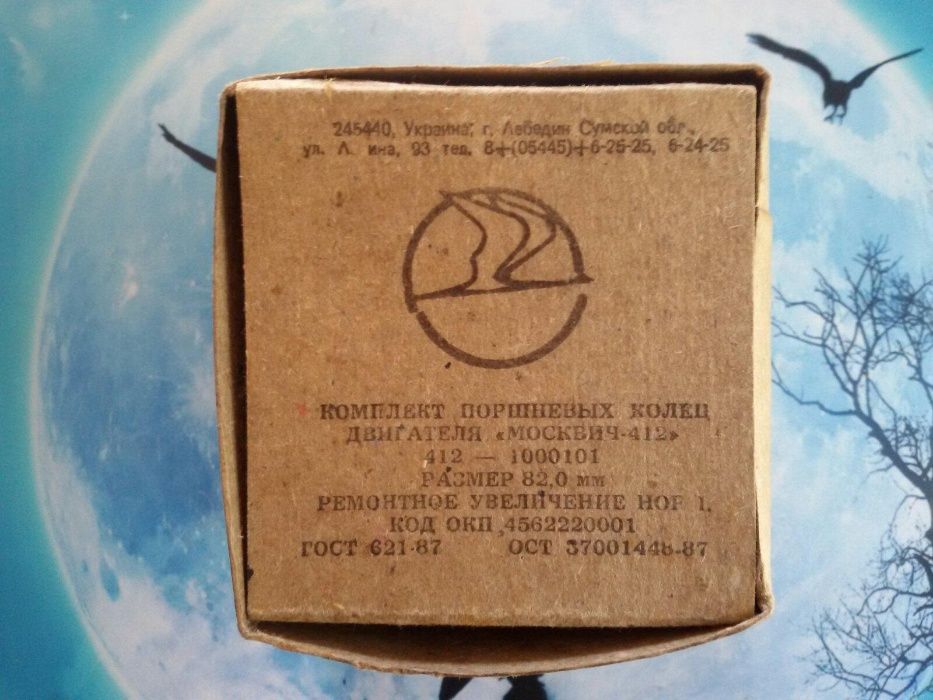 245440, Украина, г. Лебедин Сумской обл.,
ул. 93 тел. 8+(05445)+6-25-25, 6-24-25
КОМПЛЕКТ ПОРШНЕВЫХ КОЛЕЦ
ДВИГАТЕЛЯ «МОСКВИЧ-412»
412 — 1000101
РАЗМЕР 82,0 мм
РЕМОНТНОЕ УВЕЛИЧЕНИЕ НОР 1.
КОД ОКП 4562220001
ГОСТ 621-87 ОСТ 37001448-87